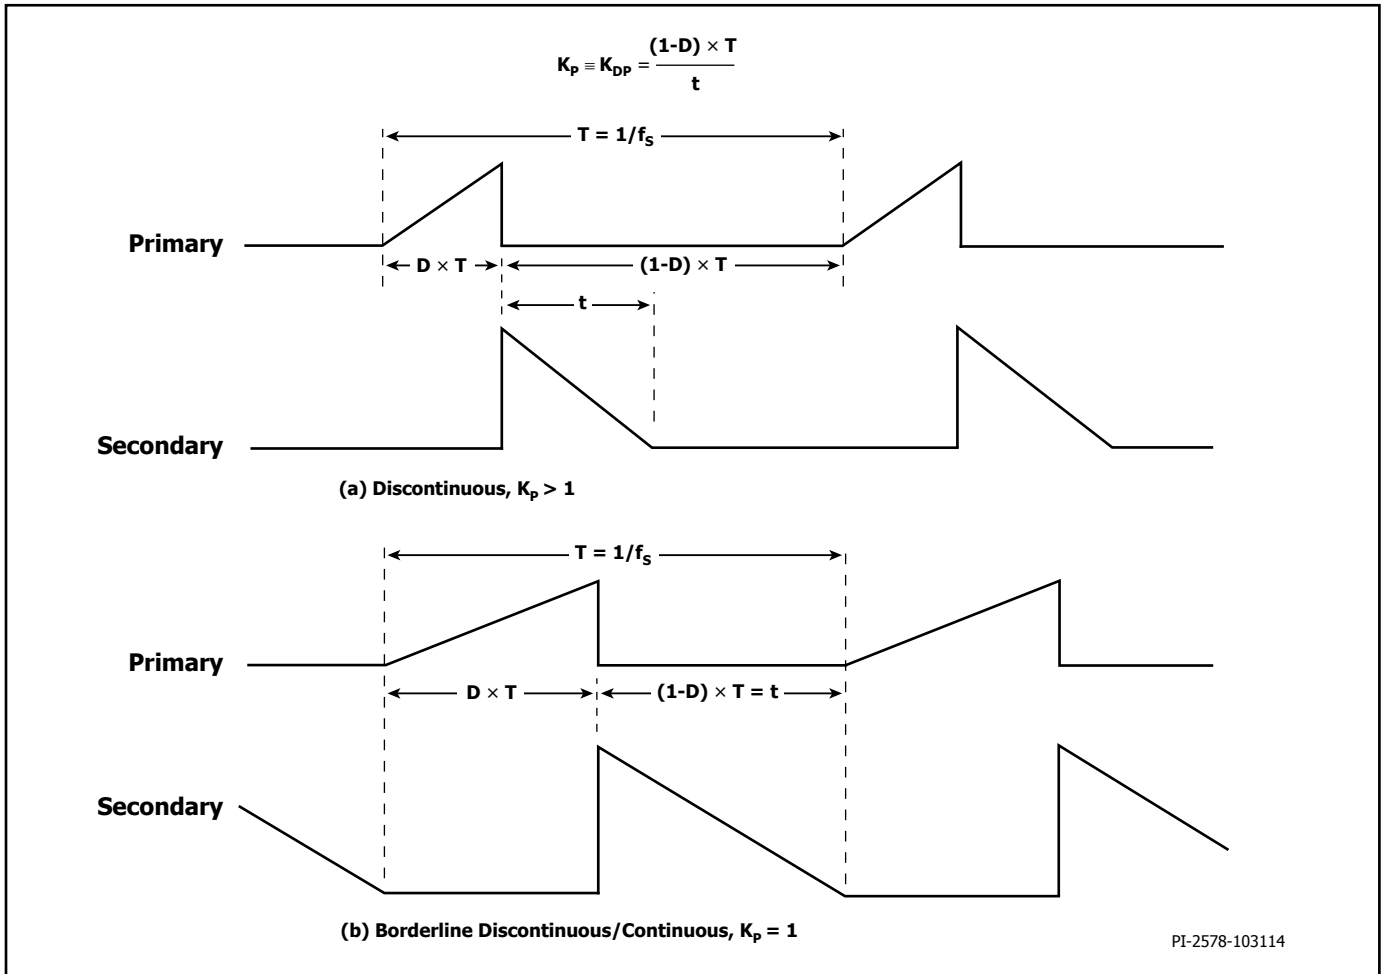 K_P ≡ K_DP = (1-D) × T / t
T = 1/f_S
Primary
D × T
(1-D) × T
t
Secondary
(a) Discontinuous, K_P > 1
T = 1/f_S
Primary
D × T
(1-D) × T = t
Secondary
(b) Borderline Discontinuous/Continuous, K_P = 1
PI-2578-103114